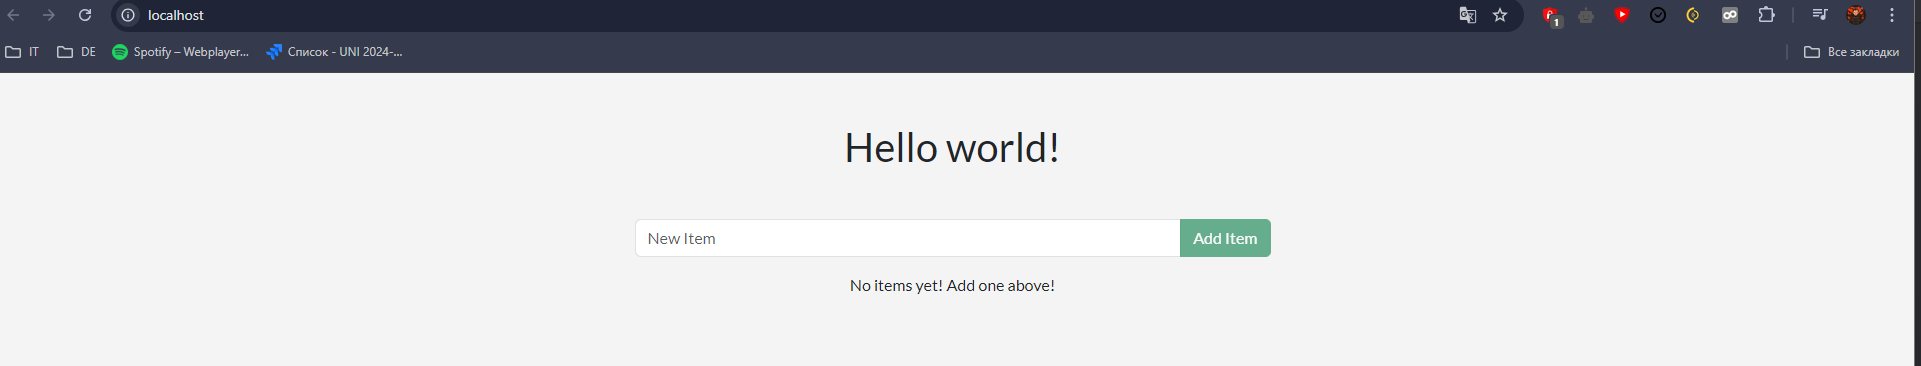 localhost
1
IT DE Spotify – Webplayer... Список - UNI 2024-... Все закладки
Hello world!
New Item Add Item
No items yet! Add one above!